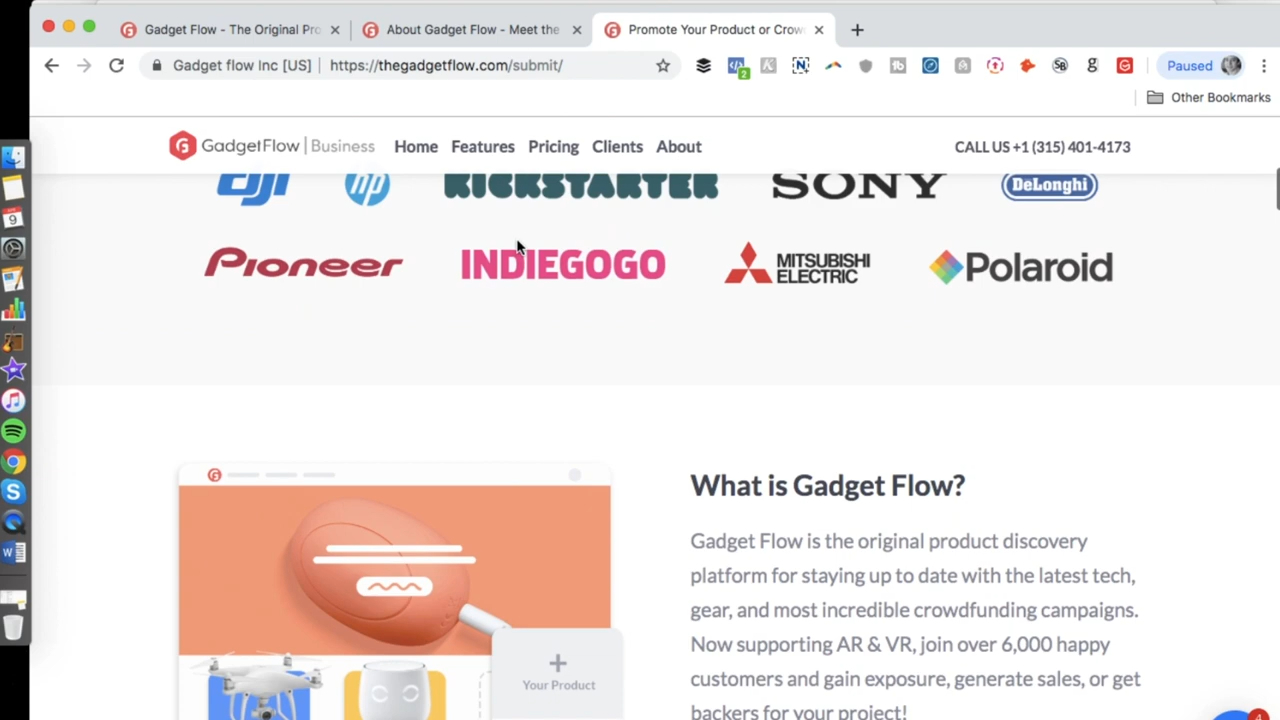 Gadget Flow - The Original Pro
About Gadget Flow - Meet the
Promote Your Product or Crow
Gadget flow Inc [US] | https://thegadgetflow.com/submit/
Paused
Other Bookmarks
GadgetFlow | Business
Home Features Pricing Clients About
CALL US +1 (315) 401-4173
dji hp KICKSTARTER SONY DeLonghi
Pioneer INDIEGOGO MITSUBISHI
ELECTRIC
Polaroid
What is Gadget Flow?
Gadget Flow is the original product discovery
platform for staying up to date with the latest tech,
gear, and most incredible crowdfunding campaigns.
Now supporting AR & VR, join over 6,000 happy
customers and gain exposure, generate sales, or get
backers for your project!
+
Your Product